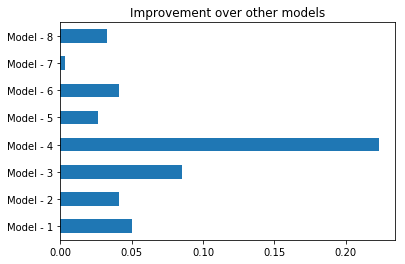 Improvement over other models
Model - 8
Model - 7
Model - 6
Model - 5
Model - 4
Model - 3
Model - 2
Model - 1
0.00 0.05 0.10 0.15 0.20